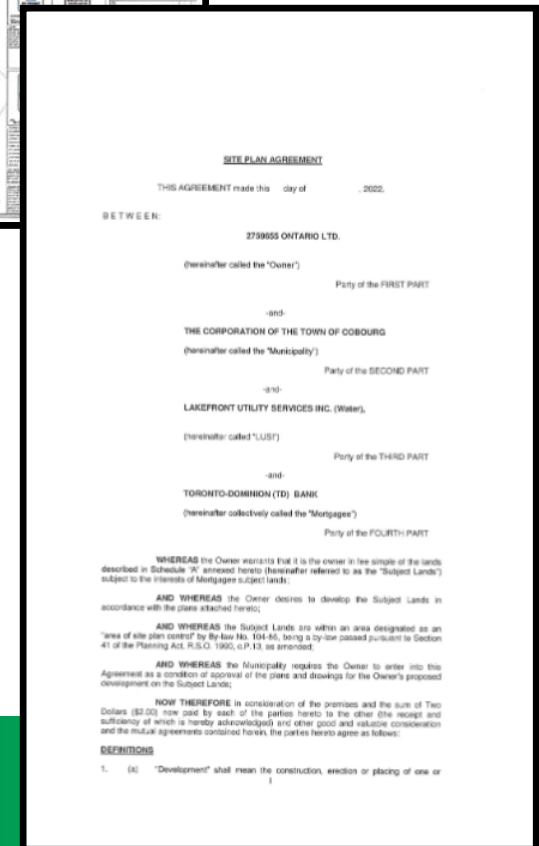 SITE PLAN AGREEMENT
THIS AGREEMENT made this day of , 2022.
BETWEEN:
2759655 ONTARIO LTD.
(hereinafter called the "Owner")
Party of the FIRST PART
-and-
THE CORPORATION OF THE TOWN OF COBOURG
(hereinafter called the "Municipality")
Party of the SECOND PART
-and-
LAKEFRONT UTILITY SERVICES INC. (Water),
(hereinafter called "LUSI")
Party of the THIRD PART
-and-
TORONTO-DOMINION (TD) BANK
(hereinafter collectively called the "Mortgagee")
Party of the FOURTH PART
WHEREAS the Owner warrants that it is the owner in fee simple of the lands
described in Schedule "A" annexed hereto (hereinafter referred to as the "Subject Lands")
subject to the interests of Mortgagee subject lands;
AND WHEREAS the Owner desires to develop the Subject Lands in
accordance with the plans attached hereto;
AND WHEREAS the Subject Lands are within an area designated as an
"area of site plan control" by By-law No. 104-86, being a by-law passed pursuant to Section
41 of the Planning Act, R.S.O. 1990, c.P.13, as amended;
AND WHEREAS the Municipality requires the Owner to enter into this
Agreement as a condition of approval of the plans and drawings for the Owner's proposed
development on the Subject Lands;
NOW THEREFORE in consideration of the premises and the sum of Two
Dollars ($2.00) now paid by each of the parties hereto to the other (the receipt and
sufficiency of which is hereby acknowledged) and other good and valuable consideration
and the mutual agreements contained herein, the parties hereto agree as follows:
DEFINITIONS
1. (a) "Development" shall mean the construction, erection or placing of one or
1